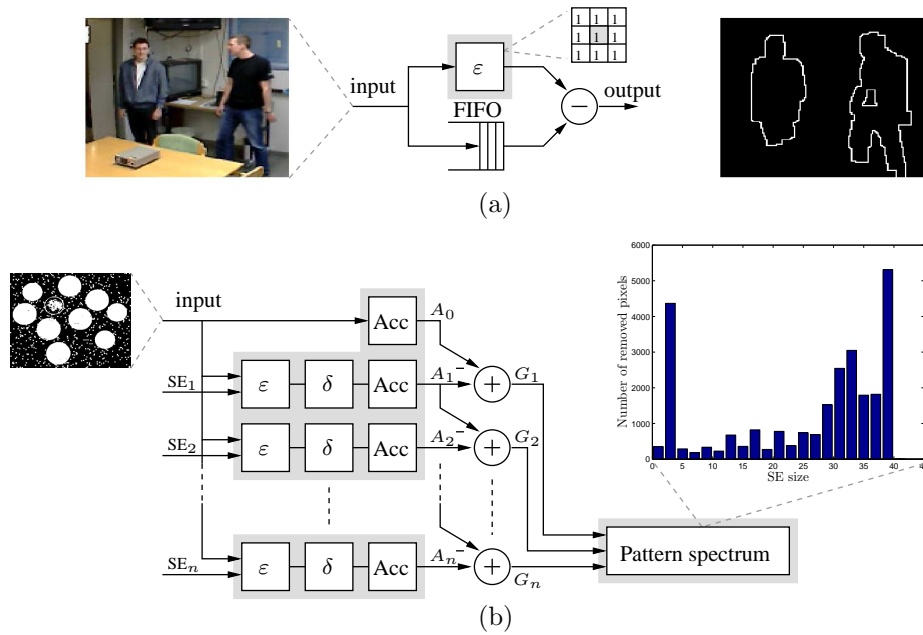 1 1 1
1 1 1
1 1 1
input
ε
FIFO
−
output
(a)
input
Acc
A0
SE1
ε
δ
Acc
A1
−
+
G1
SE2
ε
δ
Acc
A2
−
+
G2
SEn
ε
δ
Acc
An
−
+
Gn
Pattern spectrum
Number of removed pixels
6000
5000
4000
3000
2000
1000
0
0 5 10 15 20 25 30 35 40 45
SE size
(b)